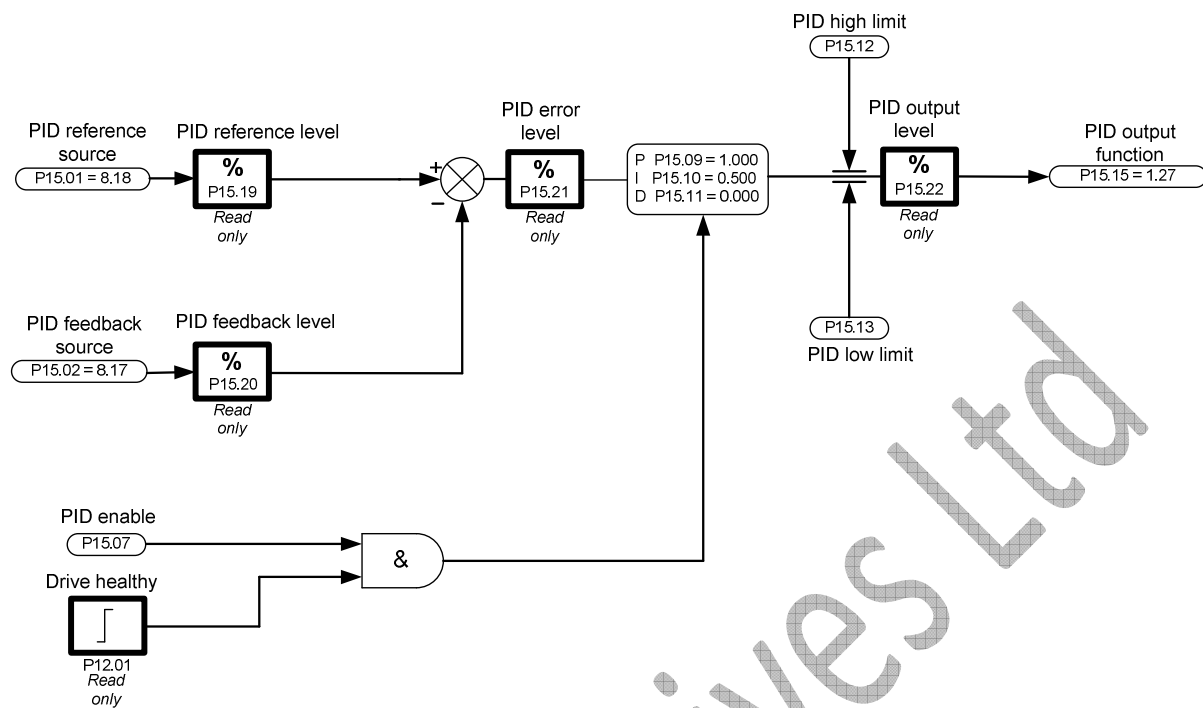 PID high limit
P15.12
PID reference
source
P15.01 = 8.18
PID reference level
%
P15.19
Read
only
+
−
PID error
level
%
P15.21
Read
only
P P15.09 = 1.000
I P15.10 = 0.500
D P15.11 = 0.000
PID output
level
%
P15.22
Read
only
PID output
function
P15.15 = 1.27
P15.13
PID low limit
PID feedback
source
P15.02 = 8.17
PID feedback level
%
P15.20
Read
only
PID enable
P15.07
&
Drive healthy
P12.01
Read
only
ives Ltd